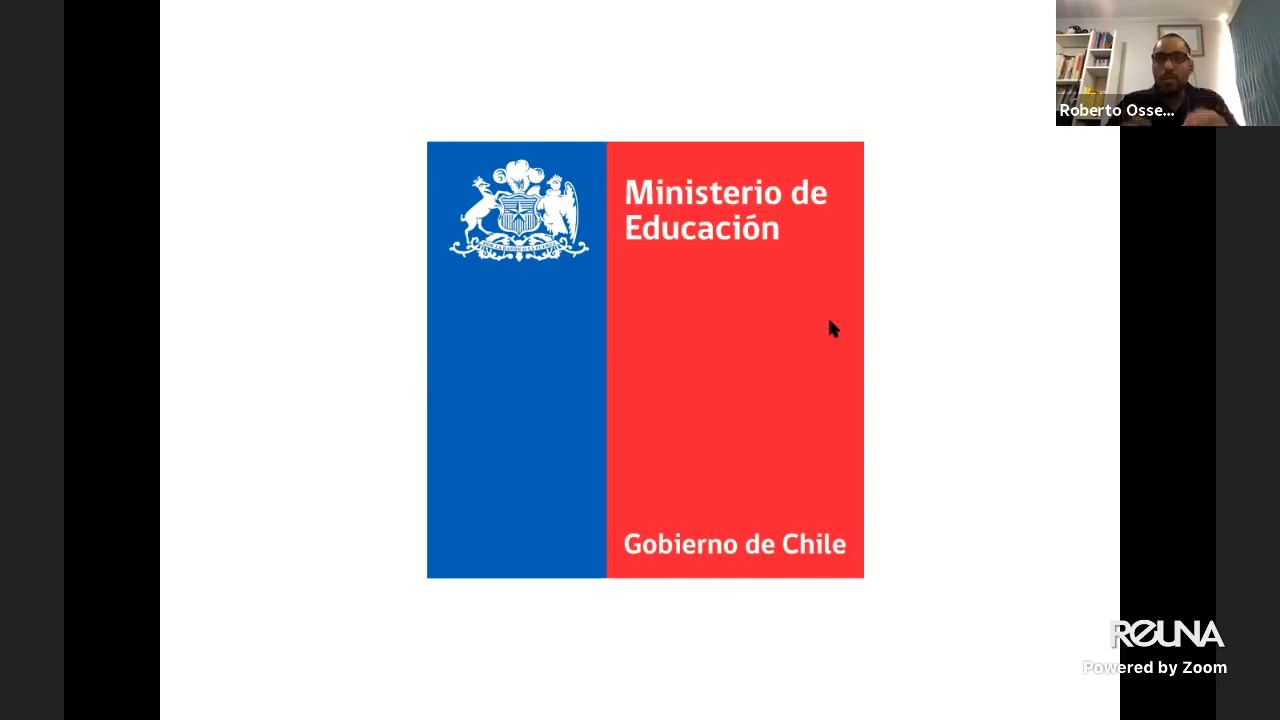 Roberto Osse...
Ministerio de
Educación
Gobierno de Chile
REUNA
Powered by Zoom